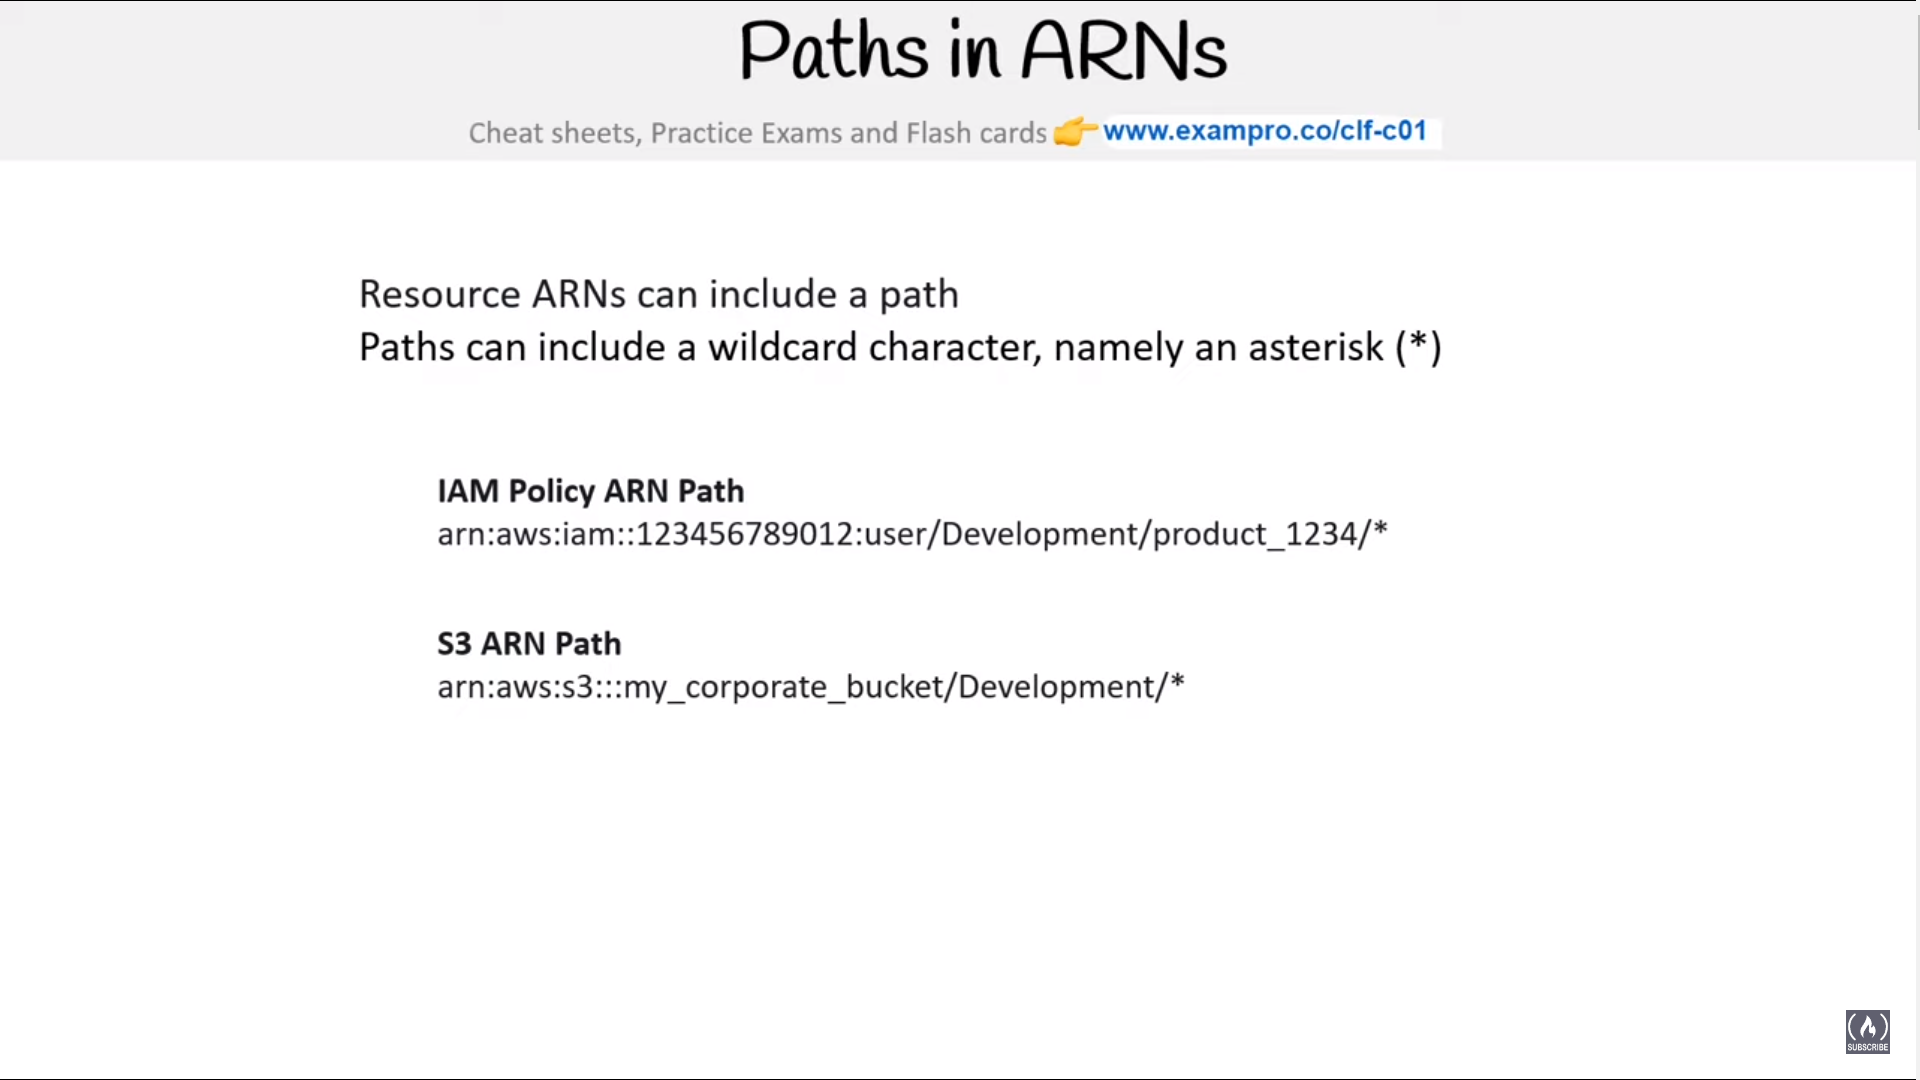 Paths in ARNs
Cheat sheets, Practice Exams and Flash cards 👉 www.exampro.co/clf-c01
Resource ARNs can include a path
Paths can include a wildcard character, namely an asterisk (*)
IAM Policy ARN Path
arn:aws:iam::123456789012:user/Development/product_1234/*
S3 ARN Path
arn:aws:s3:::my_corporate_bucket/Development/*
SUBSCRIBE